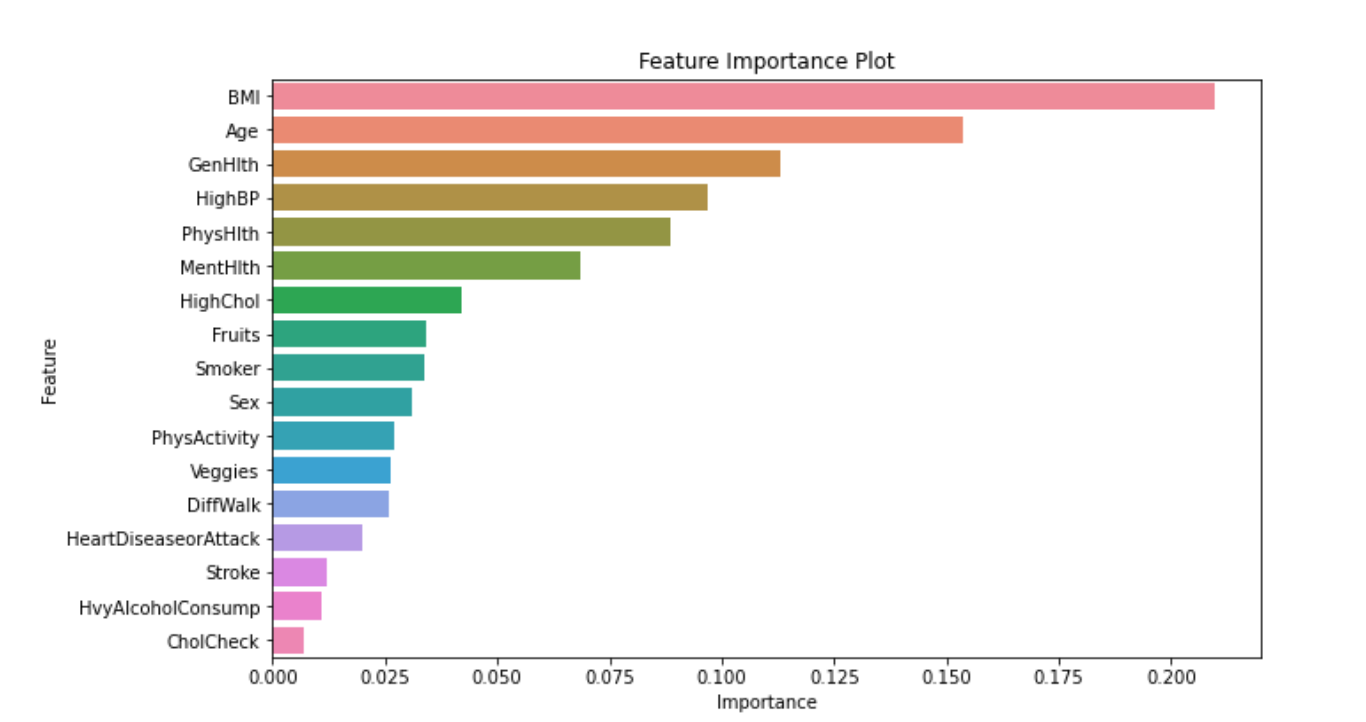 Feature Importance Plot
BMI
Age
GenHlth
HighBP
PhysHlth
MentHlth
HighChol
Fruits
Smoker
Sex
PhysActivity
Veggies
DiffWalk
HeartDiseaseorAttack
Stroke
HvyAlcoholConsump
CholCheck
Feature
0.000 0.025 0.050 0.075 0.100 0.125 0.150 0.175 0.200
Importance